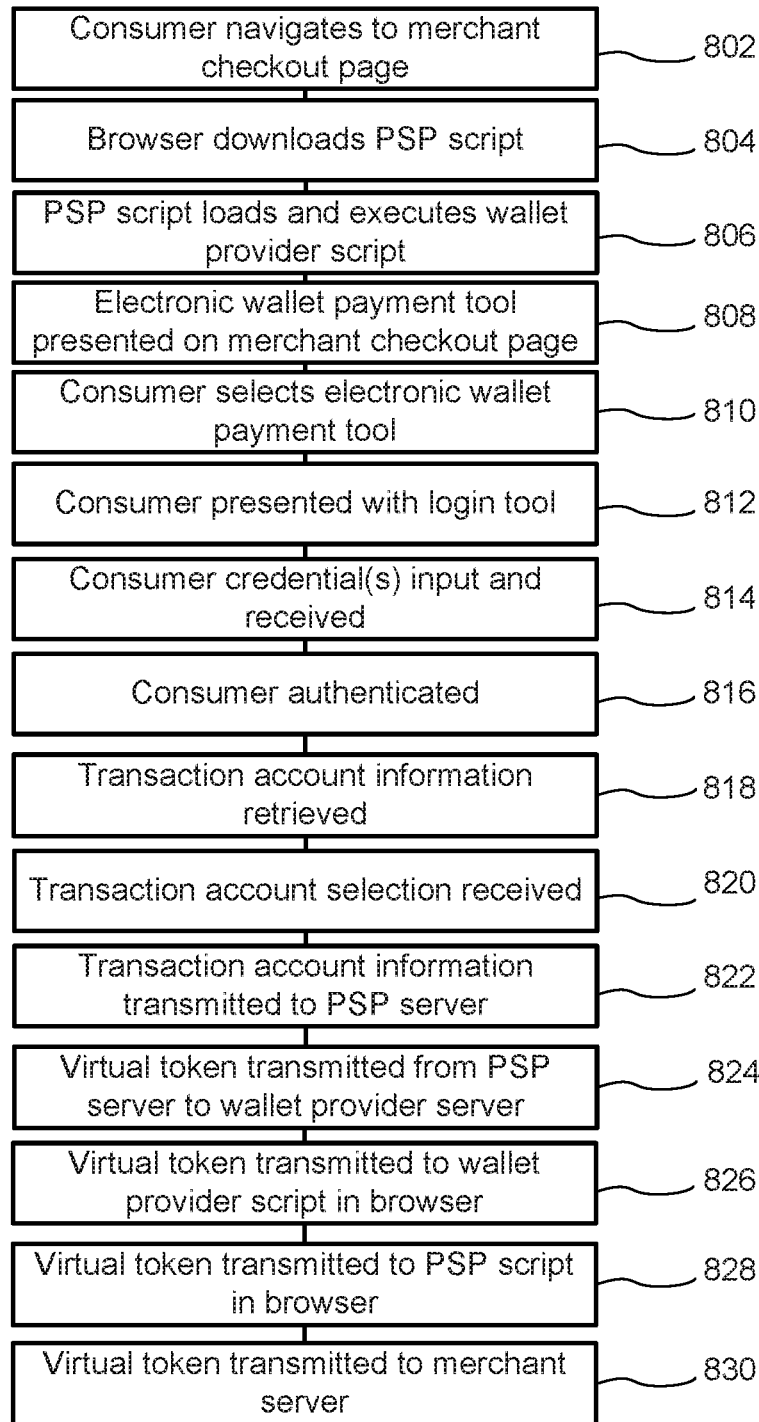 Consumer navigates to merchant
checkout page
802
Browser downloads PSP script
804
PSP script loads and executes wallet
provider script
806
Electronic wallet payment tool
presented on merchant checkout page
808
Consumer selects electronic wallet
payment tool
810
Consumer presented with login tool
812
Consumer credential(s) input and
received
814
Consumer authenticated
816
Transaction account information
retrieved
818
Transaction account selection received
820
Transaction account information
transmitted to PSP server
822
Virtual token transmitted from PSP
server to wallet provider server
824
Virtual token transmitted to wallet
provider script in browser
826
Virtual token transmitted to PSP script
in browser
828
Virtual token transmitted to merchant
server
830